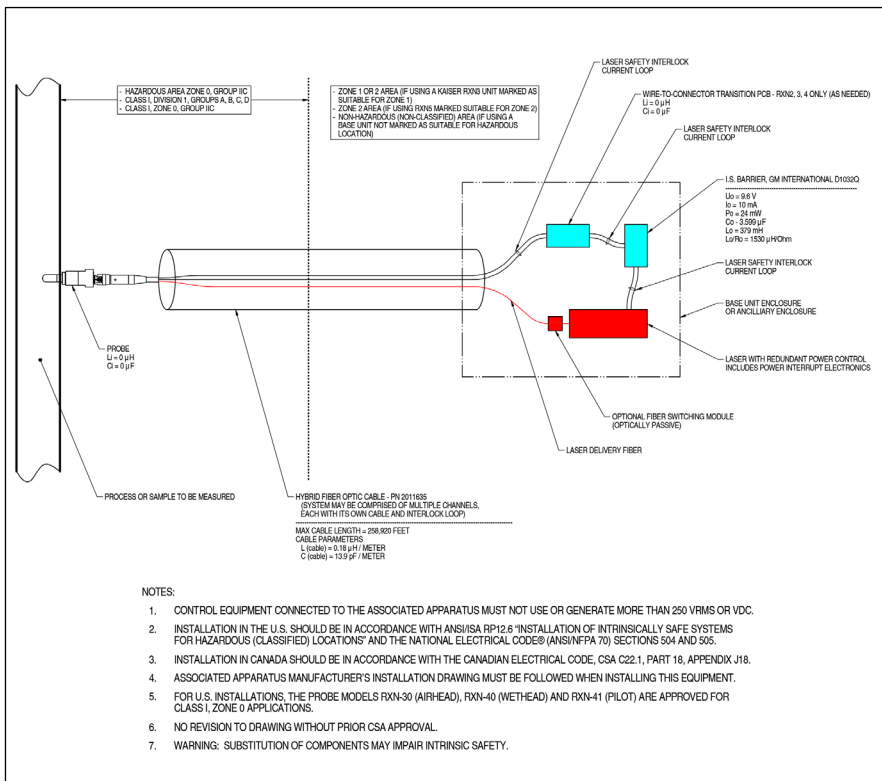 LASER SAFETY INTERLOCK
CURRENT LOOP
- HAZARDOUS AREA ZONE 0, GROUP IIC
- CLASS I, DIVISION 1, GROUPS A, B, C, D
- CLASS I, ZONE 0, GROUP IIC
- ZONE 1 OR 2 AREA (IF USING A KAISER RXN3 UNIT MARKED AS
SUITABLE FOR ZONE 1)
- ZONE 2 AREA (IF USING RXN5 MARKED SUITABLE FOR ZONE 2)
- NON-HAZARDOUS (NON-CLASSIFIED) AREA (IF USING A
BASE UNIT NOT MARKED AS SUITABLE FOR HAZARDOUS
LOCATION)
WIRE-TO-CONNECTOR TRANSITION PCB - RXN2, 3, 4 ONLY (AS NEEDED)
Li = 0 µH
Ci = 0 µF
LASER SAFETY INTERLOCK
CURRENT LOOP
I.S. BARRIER, GM INTERNATIONAL D1032Q
Uo = 9.6 V
Io = 10 mA
Po = 24 mW
Co - 3.599 µF
Lo = 379 mH
Lo/Ro = 1530 µH/Ohm
LASER SAFETY INTERLOCK
CURRENT LOOP
BASE UNIT ENCLOSURE
OR ANCILLIARY ENCLOSURE
PROBE
Li = 0 µH
Ci = 0 µF
LASER WITH REDUNDANT POWER CONTROL
INCLUDES POWER INTERRUPT ELECTRONICS
OPTIONAL FIBER SWITCHING MODULE
(OPTICALLY PASSIVE)
LASER DELIVERY FIBER
PROCESS OR SAMPLE TO BE MEASURED
HYBRID FIBER OPTIC CABLE - PN 2011635
(SYSTEM MAY BE COMPRISED OF MULTIPLE CHANNELS,
EACH WITH ITS OWN CABLE AND INTERLOCK LOOP)
MAX CABLE LENGTH = 258,920 FEET
CABLE PARAMETERS
L (cable) = 0.18 µH / METER
C (cable) = 13.9 pF / METER
NOTES:
1. CONTROL EQUIPMENT CONNECTED TO THE ASSOCIATED APPARATUS MUST NOT USE OR GENERATE MORE THAN 250 VRMS OR VDC.
2. INSTALLATION IN THE U.S. SHOULD BE IN ACCORDANCE WITH ANSI/ISA RP12.6 "INSTALLATION OF INTRINSICALLY SAFE SYSTEMS
FOR HAZARDOUS (CLASSIFIED) LOCATIONS" AND THE NATIONAL ELECTRICAL CODE® (ANSI/NFPA 70) SECTIONS 504 AND 505.
3. INSTALLATION IN CANADA SHOULD BE IN ACCORDANCE WITH THE CANADIAN ELECTRICAL CODE, CSA C22.1, PART 18, APPENDIX J18.
4. ASSOCIATED APPARATUS MANUFACTURER'S INSTALLATION DRAWING MUST BE FOLLOWED WHEN INSTALLING THIS EQUIPMENT.
5. FOR U.S. INSTALLATIONS, THE PROBE MODELS RXN-30 (AIRHEAD), RXN-40 (WETHEAD) AND RXN-41 (PILOT) ARE APPROVED FOR
CLASS I, ZONE 0 APPLICATIONS.
6. NO REVISION TO DRAWING WITHOUT PRIOR CSA APPROVAL.
7. WARNING: SUBSTITUTION OF COMPONENTS MAY IMPAIR INTRINSIC SAFETY.